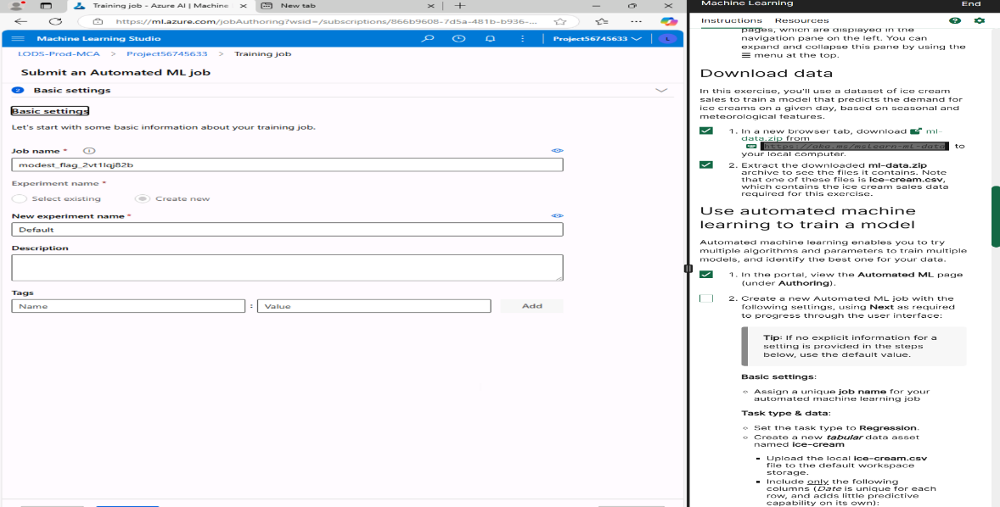 Training job - Azure AI | Machine
New tab
https://ml.azure.com/jobAuthoring?wsid=/subscriptions/866b9608-7d5a-481b-b936-...
Machine Learning Studio
Project56745633
L
LODS-Prod-MCA > Project56745633 > Training job
Submit an Automated ML job
2 Basic settings
Basic settings
Let's start with some basic information about your training job.
Job name *
modest_flag_2vt1lqj82b
Experiment name *
Select existing
Create new
New experiment name *
Default
Description
Tags
Name : Value Add
Machine Learning
End
Instructions Resources
pages, which are displayed in the
navigation pane on the left. You can
expand and collapse this pane by using the
☰ menu at the top.
Download data
In this exercise, you'll use a dataset of ice cream
sales to train a model that predicts the demand for
ice creams on a given day, based on seasonal and
meteorological features.
1. In a new browser tab, download ml-
data.zip from
https://aka.ms/mslearn-ml-data to
your local computer.
2. Extract the downloaded ml-data.zip
archive to see the files it contains. Note
that one of these files is ice-cream.csv,
which contains the ice cream sales data
required for this exercise.
Use automated machine
learning to train a model
Automated machine learning enables you to try
multiple algorithms and parameters to train multiple
models, and identify the best one for your data.
1. In the portal, view the Automated ML page
(under Authoring).
2. Create a new Automated ML job with the
following settings, using Next as required
to progress through the user interface:
Tip: If no explicit information for a
setting is provided in the steps
below, use the default value.
Basic settings:
Assign a unique job name for your
automated machine learning job
Task type & data:
Set the task type to Regression.
Create a new tabular data asset
named ice-cream
Upload the local ice-cream.csv
file to the default workspace
storage.
Include only the following
columns (Date is unique for each
row, and adds little predictive
capability on its own):